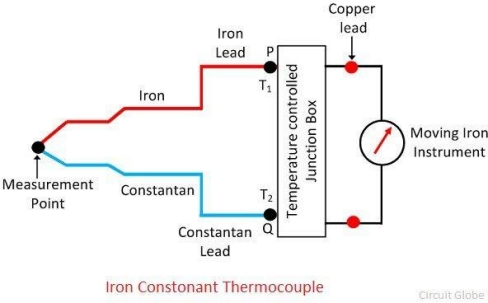 Copper
lead
Iron
Lead
P
T1
Iron
Temperature controlled
Junction Box
Moving Iron
Instrument
Measurement
Point
Constantan
T2
Q
Constantan
Lead
Iron Constonant Thermocouple
Circuit Globe